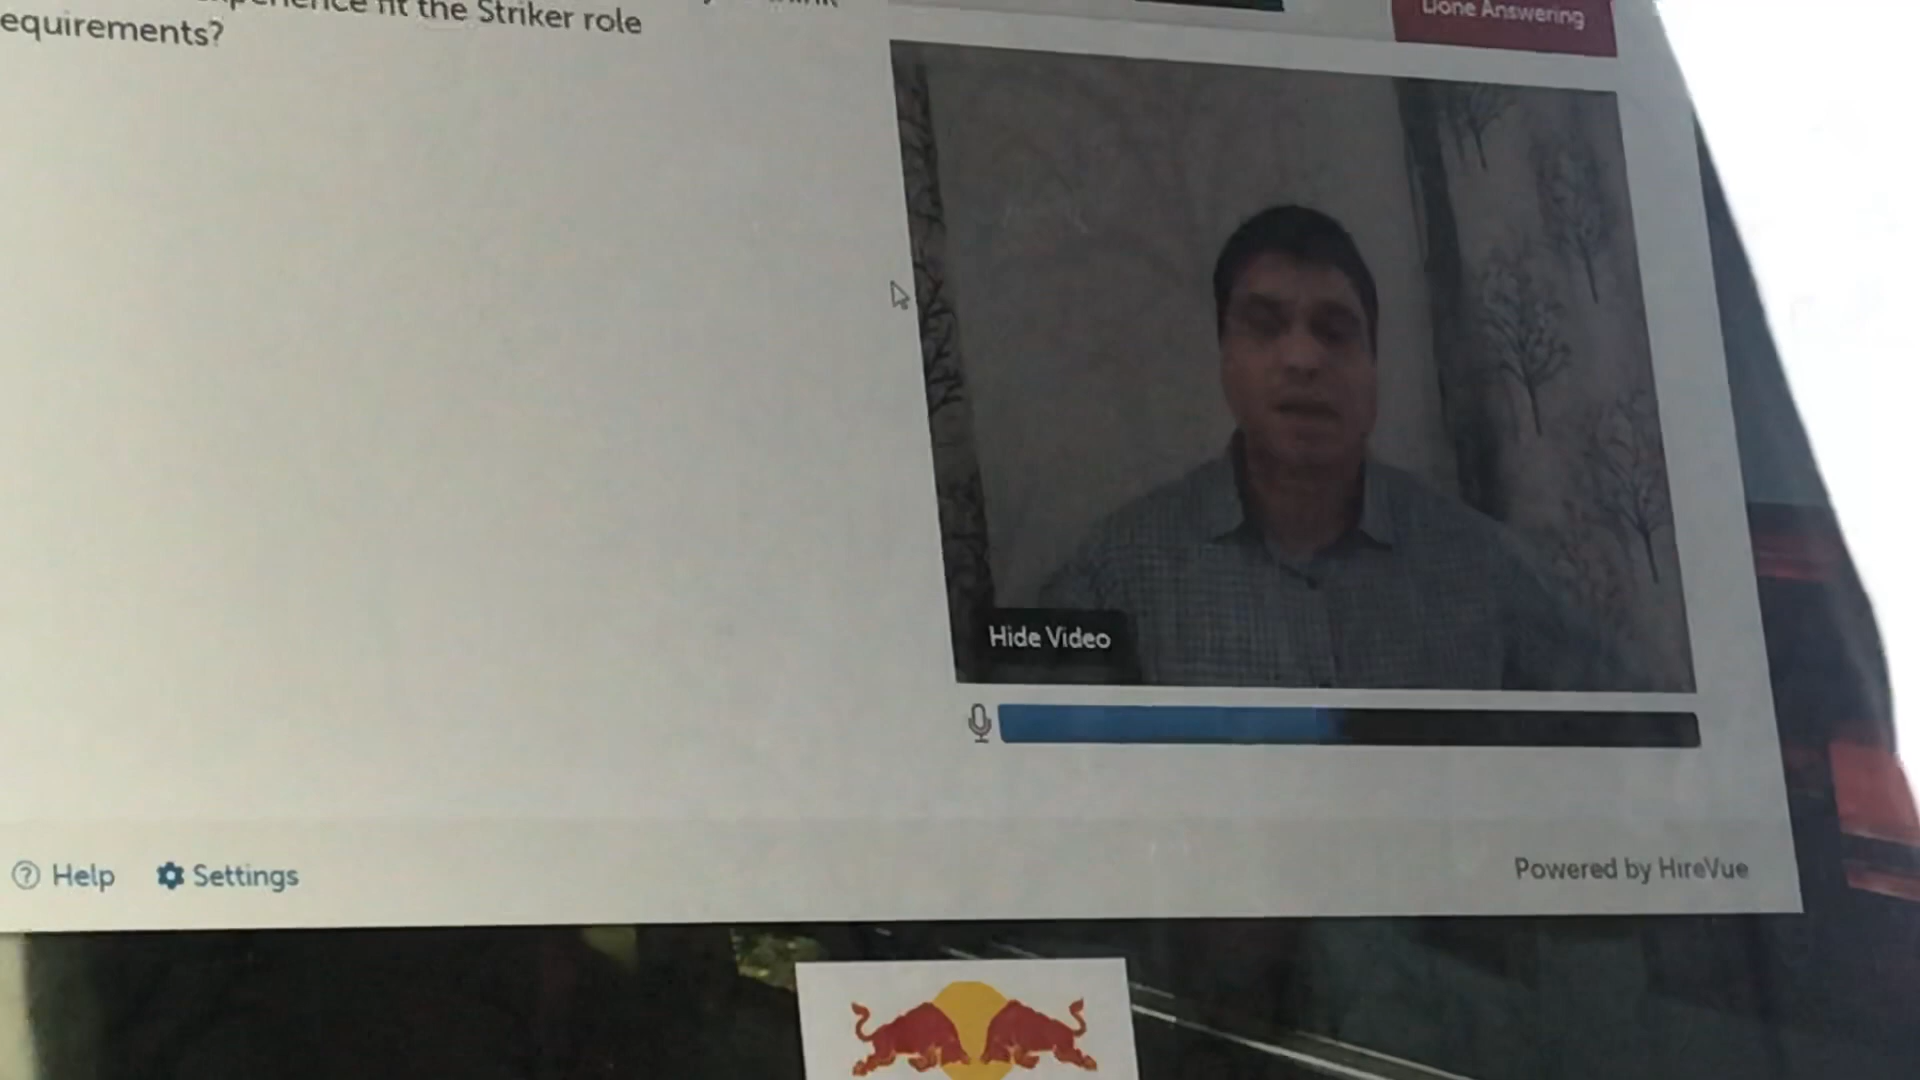 fit the Striker role
equirements?
Done Answering
Hide Video
Help
Settings
Powered by HireVue